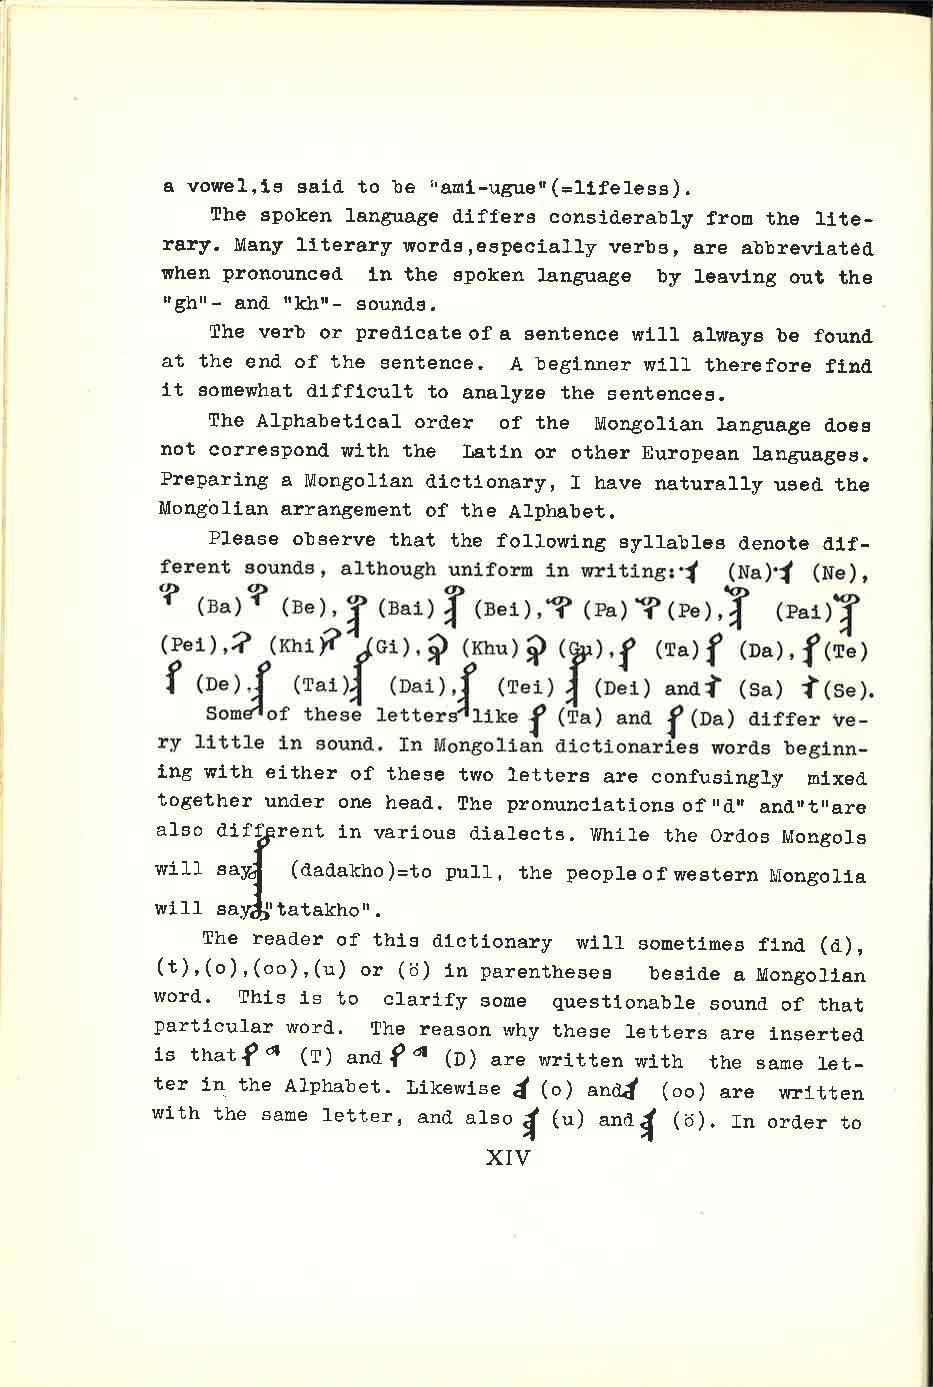 a vowel,is said to be "ami-ugue"(=lifeless).
The spoken language differs considerably from the lite-
rary. Many literary words,especially verbs, are abbreviated
when pronounced in the spoken language by leaving out the
"gh"- and "kh"- sounds.
The verb or predicate of a sentence will always be found
at the end of the sentence. A beginner will therefore find
it somewhat difficult to analyze the sentences.
The Alphabetical order of the Mongolian language does
not correspond with the Latin or other European languages.
Preparing a Mongolian dictionary, I have naturally used the
Mongolian arrangement of the Alphabet.
Please observe that the following syllables denote dif-
ferent sounds, although uniform in writing: (Na) (Ne),
(Ba) (Be), (Bai) (Bei), (Pa) (Pe), (Pai)
(Pei), (Khi) (Gi), (Khu) (Gu), (Ta) (Da), (Te)
(De), (Tai) (Dai), (Tei) (Dei) and (Sa) (Se).
Some of these letters like (Ta) and (Da) differ ve-
ry little in sound. In Mongolian dictionaries words beginn-
ing with either of these two letters are confusingly mixed
together under one head. The pronunciations of "d" and"t"are
also different in various dialects. While the Ordos Mongols
will say (dadakho)=to pull, the people of western Mongolia
will say "tatakho".
The reader of this dictionary will sometimes find (d),
(t),(o),(oo),(u) or (ö) in parentheses beside a Mongolian
word. This is to clarify some questionable sound of that
particular word. The reason why these letters are inserted
is that (T) and (D) are written with the same let-
ter in the Alphabet. Likewise (o) and (oo) are written
with the same letter, and also (u) and (ö). In order to
XIV